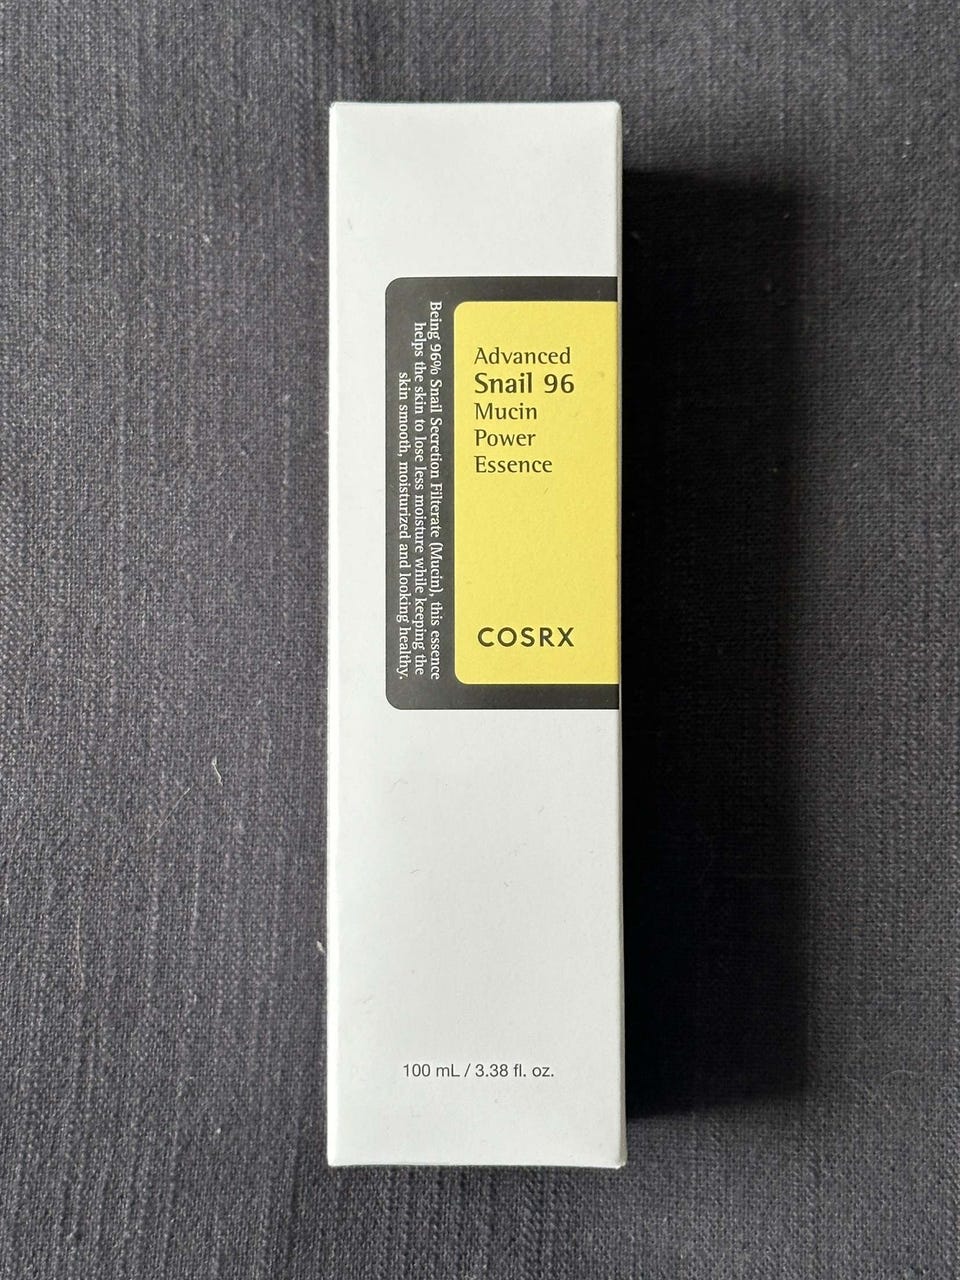 Advanced
Snail 96
Mucin
Power
Essence
COSRX
Being 96% Snail Secretion Filterate (Mucin), this essence
helps the skin to lose less moisture while keeping the
skin smooth, moisturized and looking healthy.
100 mL / 3.38 fl. oz.